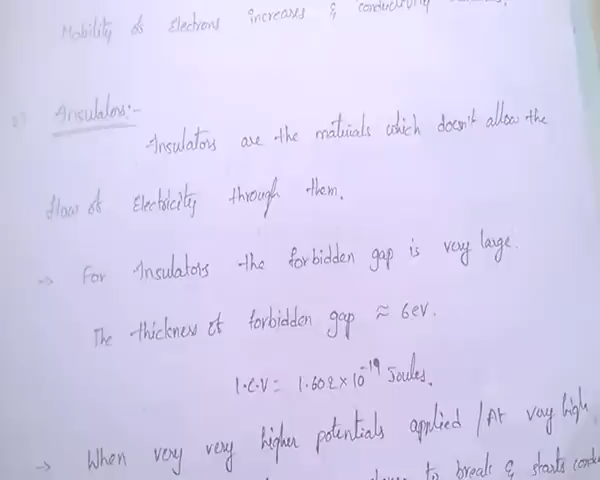 Mobility of Electrons increases & conductivity
Insulators:-
Insulators are the materials which doesn't allow the
flow of Electricity through them.
→ For Insulators the forbidden gap is very large.
The thickness of forbidden gap ≈ 6ev.
1.e.V = 1.602 × 10⁻¹⁹ Joules.
→ When very very higher potentials applied / At very high
to break & starts